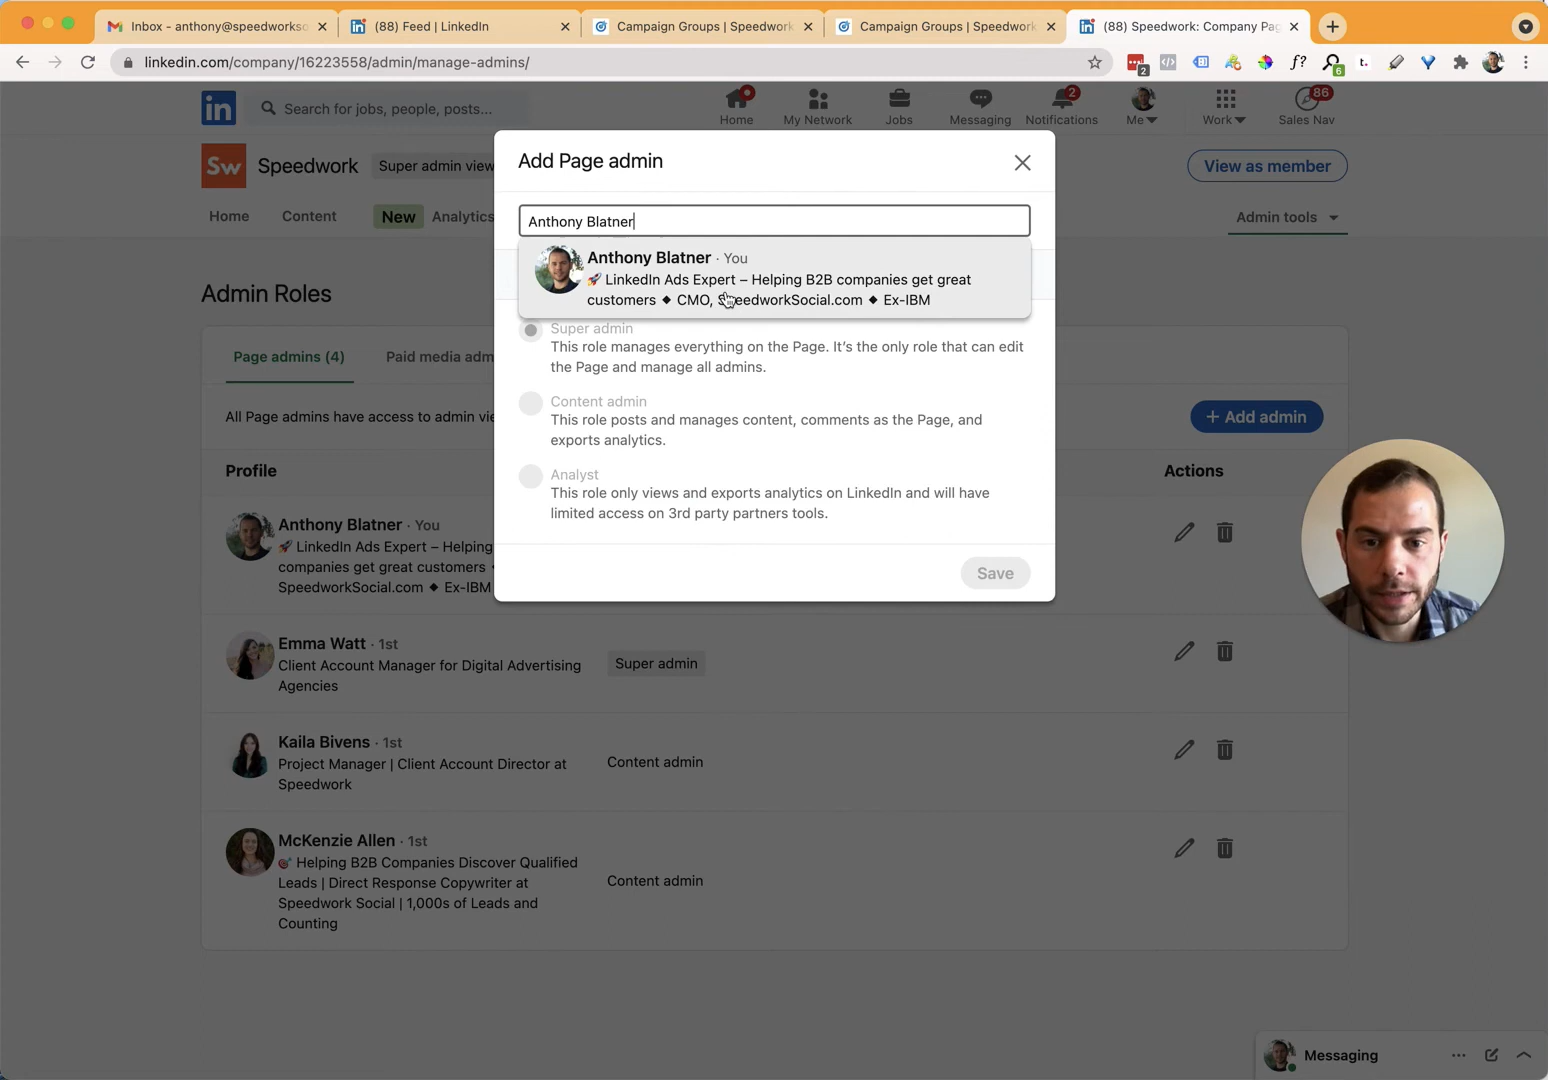 Inbox - anthony@speedworksc
(88) Feed | LinkedIn
Campaign Groups | Speedwork
Campaign Groups | Speedwork
(88) Speedwork: Company Pag
linkedin.com/company/16223558/admin/manage-admins/
2
f?
6
t.
in
Search for jobs, people, posts...
Home
My Network
Jobs
Messaging
2
Notifications
Me
Work
86
Sales Nav
Sw
Speedwork
Super admin view
View as member
Home
Content
New
Analytics
Admin tools
Add Page admin
Anthony Blatner
Anthony Blatner · You
🚀 LinkedIn Ads Expert – Helping B2B companies get great
customers ◆ CMO, SpeedworkSocial.com ◆ Ex-IBM
Super admin
This role manages everything on the Page. It's the only role that can edit
the Page and manage all admins.
Content admin
This role posts and manages content, comments as the Page, and
exports analytics.
Analyst
This role only views and exports analytics on LinkedIn and will have
limited access on 3rd party partners tools.
Save
Admin Roles
Page admins (4)
Paid media adm
All Page admins have access to admin vie
+ Add admin
Profile
Actions
Anthony Blatner · You
🚀 LinkedIn Ads Expert – Helping
companies get great customers
SpeedworkSocial.com ◆ Ex-IBM
Emma Watt · 1st
Client Account Manager for Digital Advertising
Agencies
Super admin
Kaila Bivens · 1st
Project Manager | Client Account Director at
Speedwork
Content admin
McKenzie Allen · 1st
🎯 Helping B2B Companies Discover Qualified
Leads | Direct Response Copywriter at
Speedwork Social | 1,000s of Leads and
Counting
Content admin
Messaging